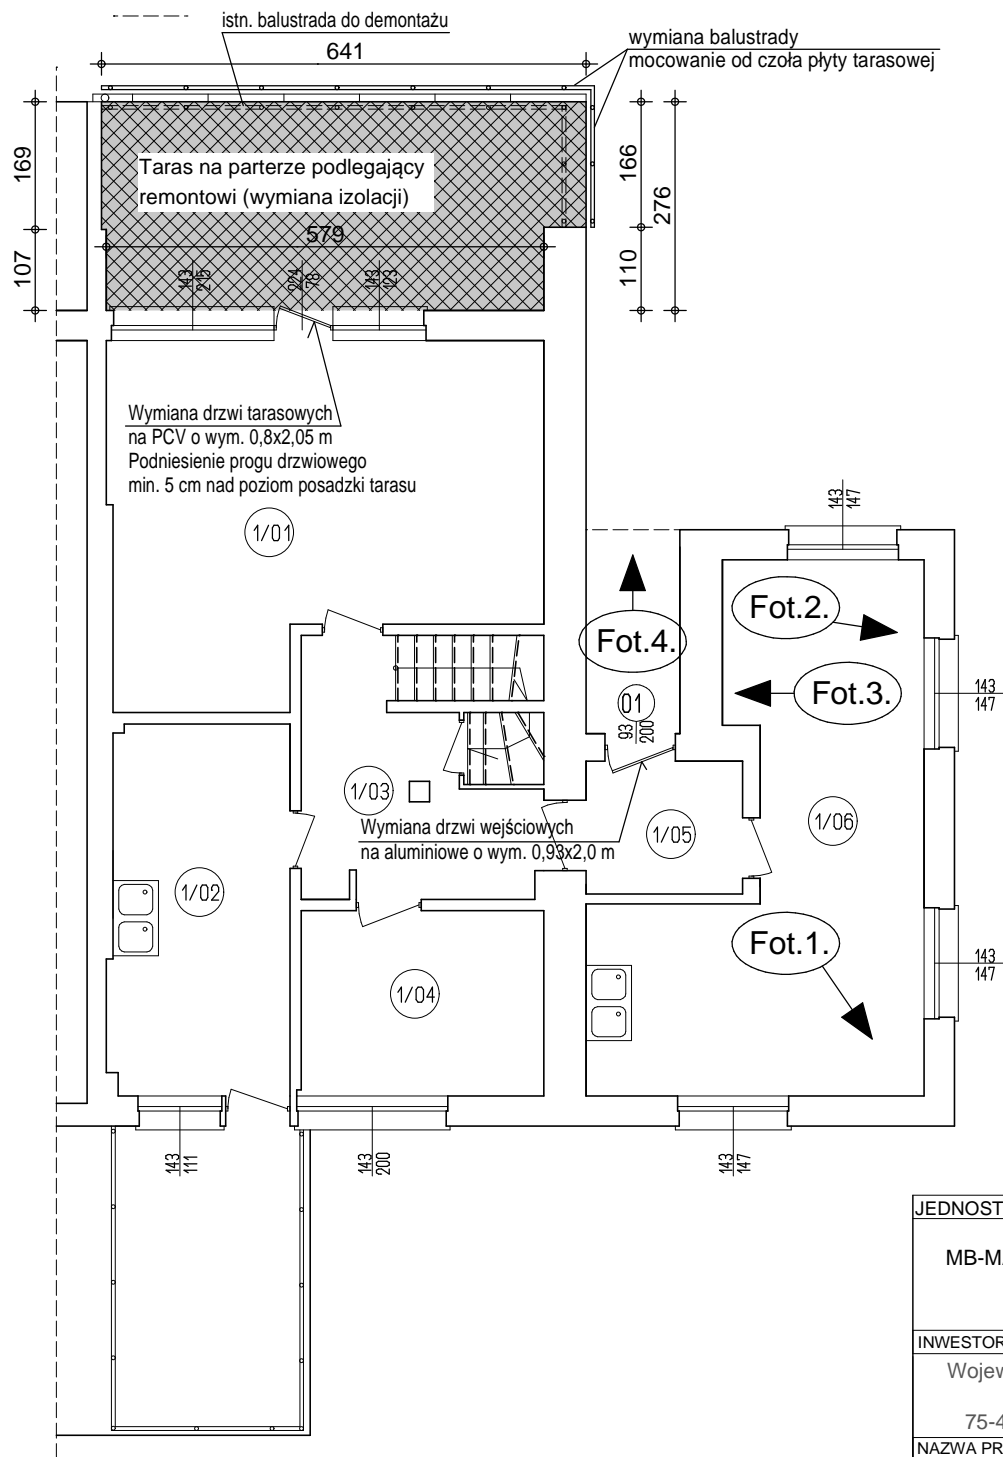 istn. balustrada do demontażu
641
wymiana balustrady
mocowanie od czoła płyty tarasowej
169
107
166
110
276
Taras na parterze podlegający
remontowi (wymiana izolacji)
579
143
215
224
78
143
123
Wymiana drzwi tarasowych
na PCV o wym. 0,8x2,05 m
Podniesienie progu drzwiowego
min. 5 cm nad poziom posadzki tarasu
1/01
143
147
Fot.2.
Fot.4.
Fot.3.
143
147
01
93
200
1/03
Wymiana drzwi wejściowych
na aluminiowe o wym. 0,93x2,0 m
1/05
1/06
1/02
Fot.1.
143
147
1/04
143
111
143
200
143
147
JEDNOST
MB-M
INWESTOR
Wojew
75-4
NAZWA PR